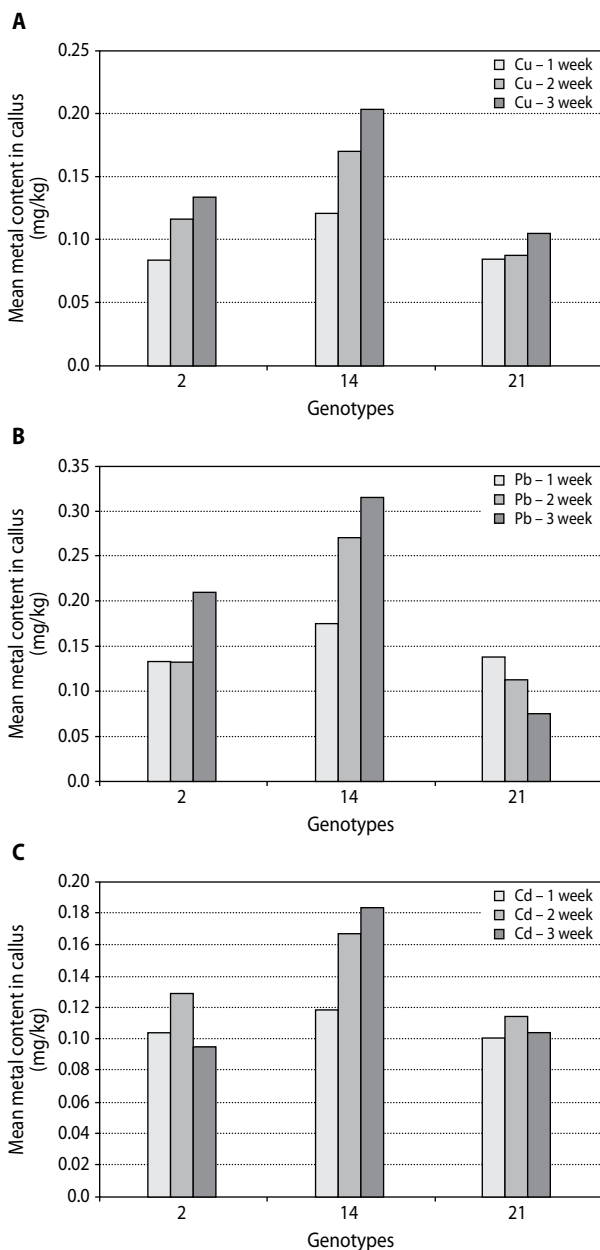 A
0.25
0.20
0.15
0.10
0.05
0.0
Mean metal content in callus
(mg/kg)
Cu – 1 week
Cu – 2 week
Cu – 3 week
2 14 21
Genotypes
B
0.35
0.30
0.25
0.20
0.15
0.10
0.05
0.0
Mean metal content in callus
(mg/kg)
Pb – 1 week
Pb – 2 week
Pb – 3 week
2 14 21
Genotypes
C
0.20
0.18
0.16
0.14
0.12
0.10
0.08
0.06
0.04
0.02
0.0
Mean metal content in callus
(mg/kg)
Cd – 1 week
Cd – 2 week
Cd – 3 week
2 14 21
Genotypes